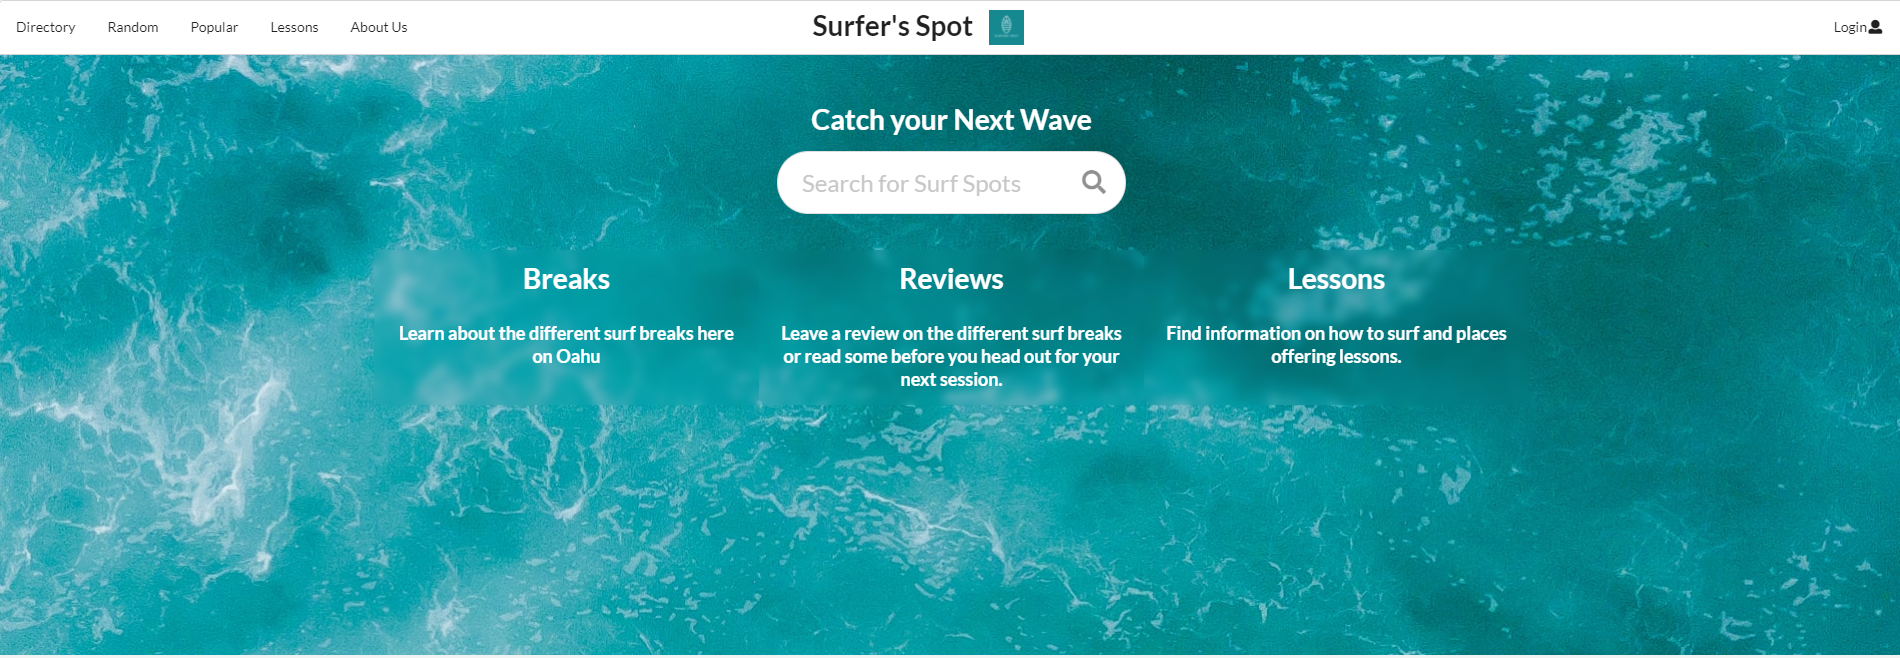 Directory Random Popular Lessons About Us Surfer's Spot Login
Catch your Next Wave
Search for Surf Spots
Breaks
Learn about the different surf breaks here
on Oahu
Reviews
Leave a review on the different surf breaks
or read some before you head out for your
next session.
Lessons
Find information on how to surf and places
offering lessons.